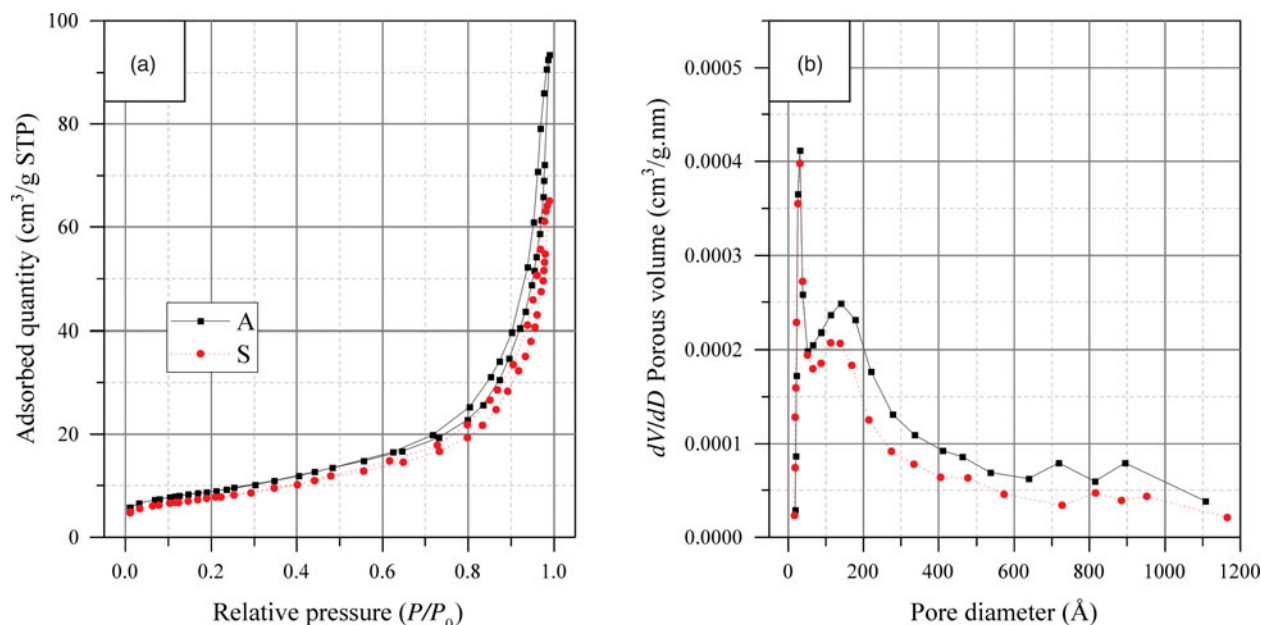 (a)
Adsorbed quantity (cm³/g STP)
100
80
60
40
20
0
A
S
0.0 0.2 0.4 0.6 0.8 1.0
Relative pressure (P/P₀)
(b)
dV/dD Porous volume (cm³/g.nm)
0.0005
0.0004
0.0003
0.0002
0.0001
0.0000
0 200 400 600 800 1000 1200
Pore diameter (Å)